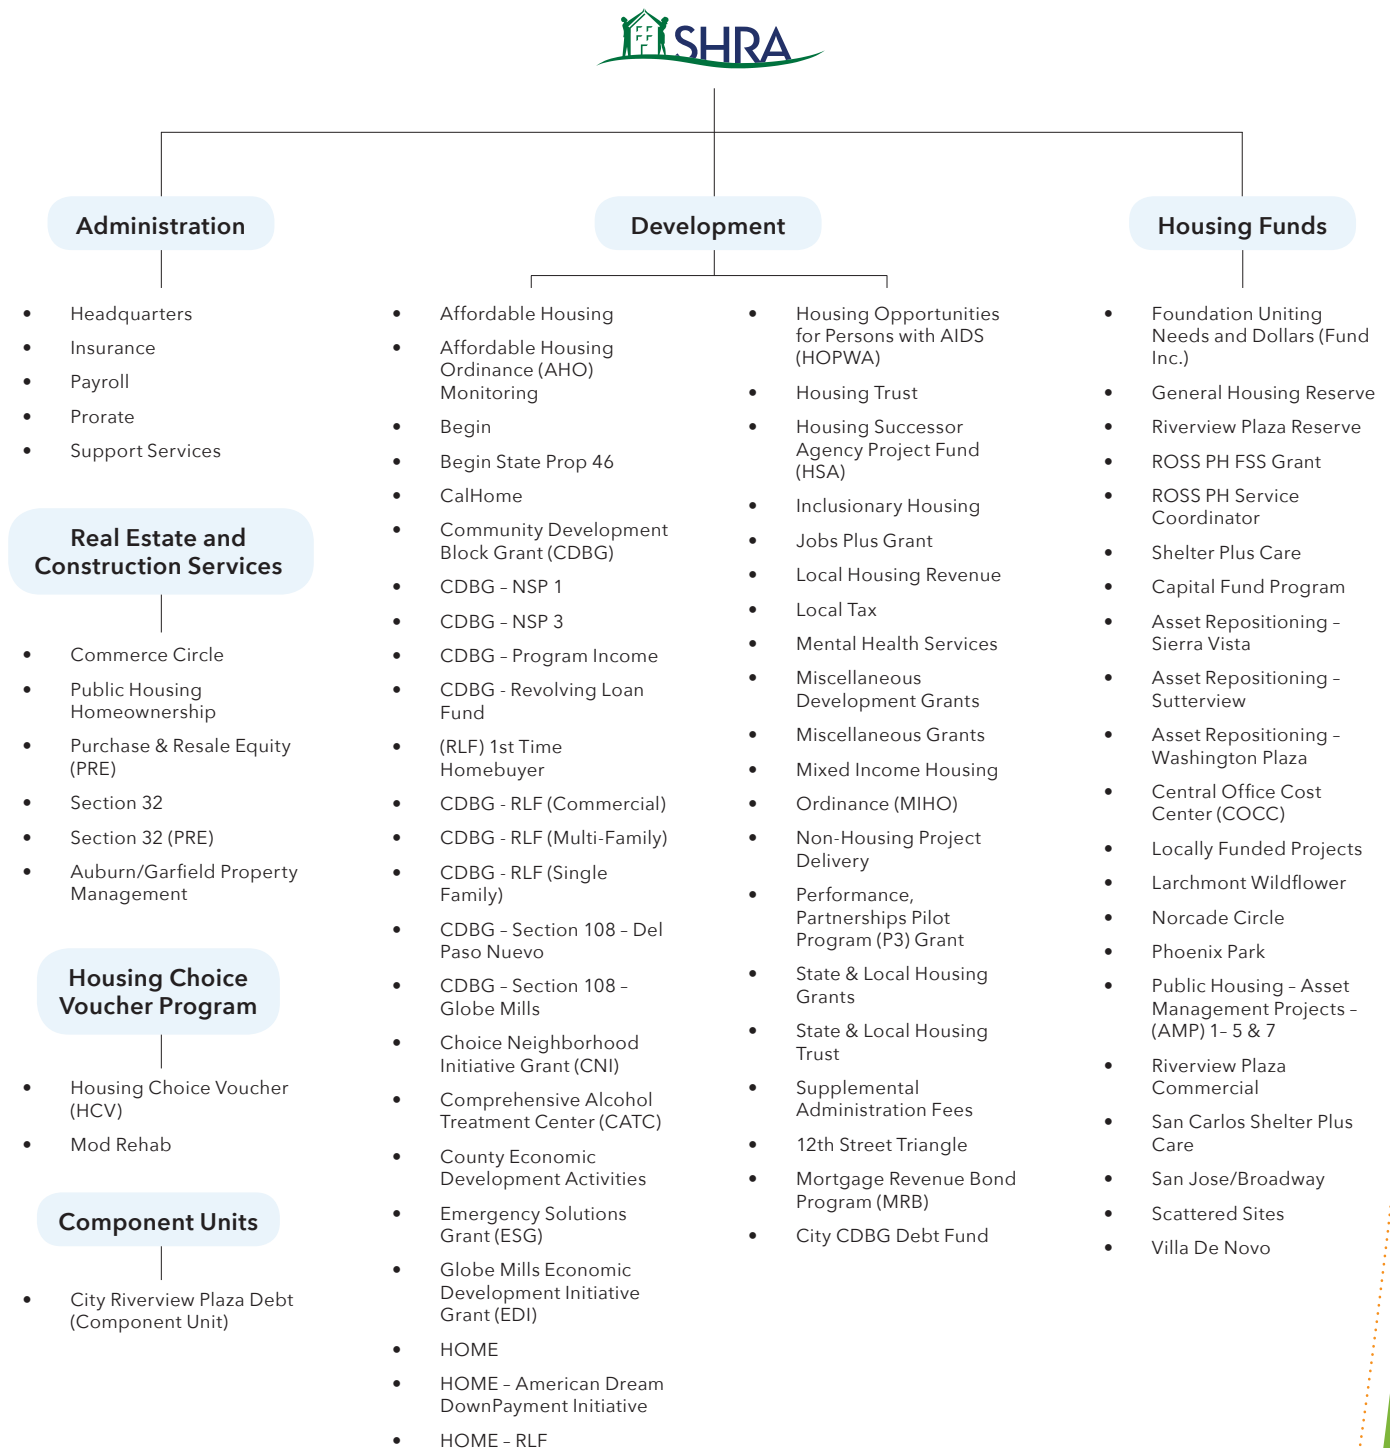 SHRA
Administration
• Headquarters
• Insurance
• Payroll
• Prorate
• Support Services
Real Estate and
Construction Services
• Commerce Circle
• Public Housing
Homeownership
• Purchase & Resale Equity
(PRE)
• Section 32
• Section 32 (PRE)
• Auburn/Garfield Property
Management
Housing Choice
Voucher Program
• Housing Choice Voucher
(HCV)
• Mod Rehab
Component Units
• City Riverview Plaza Debt
(Component Unit)
Development
• Affordable Housing
• Affordable Housing
Ordinance (AHO)
Monitoring
• Begin
• Begin State Prop 46
• CalHome
• Community Development
Block Grant (CDBG)
• CDBG – NSP 1
• CDBG – NSP 3
• CDBG – Program Income
• CDBG - Revolving Loan
Fund
• (RLF) 1st Time
Homebuyer
• CDBG - RLF (Commercial)
• CDBG - RLF (Multi-Family)
• CDBG - RLF (Single
Family)
• CDBG – Section 108 – Del
Paso Nuevo
• CDBG – Section 108 –
Globe Mills
• Choice Neighborhood
Initiative Grant (CNI)
• Comprehensive Alcohol
Treatment Center (CATC)
• County Economic
Development Activities
• Emergency Solutions
Grant (ESG)
• Globe Mills Economic
Development Initiative
Grant (EDI)
• HOME
• HOME – American Dream
DownPayment Initiative
• HOME – RLF
• Housing Opportunities
for Persons with AIDS
(HOPWA)
• Housing Trust
• Housing Successor
Agency Project Fund
(HSA)
• Inclusionary Housing
• Jobs Plus Grant
• Local Housing Revenue
• Local Tax
• Mental Health Services
• Miscellaneous
Development Grants
• Miscellaneous Grants
• Mixed Income Housing
• Ordinance (MIHO)
• Non-Housing Project
Delivery
• Performance,
Partnerships Pilot
Program (P3) Grant
• State & Local Housing
Grants
• State & Local Housing
Trust
• Supplemental
Administration Fees
• 12th Street Triangle
• Mortgage Revenue Bond
Program (MRB)
• City CDBG Debt Fund
Housing Funds
• Foundation Uniting
Needs and Dollars (Fund
Inc.)
• General Housing Reserve
• Riverview Plaza Reserve
• ROSS PH FSS Grant
• ROSS PH Service
Coordinator
• Shelter Plus Care
• Capital Fund Program
• Asset Repositioning –
Sierra Vista
• Asset Repositioning –
Sutterview
• Asset Repositioning –
Washington Plaza
• Central Office Cost
Center (COCC)
• Locally Funded Projects
• Larchmont Wildflower
• Norcade Circle
• Phoenix Park
• Public Housing – Asset
Management Projects –
(AMP) 1– 5 & 7
• Riverview Plaza
Commercial
• San Carlos Shelter Plus
Care
• San Jose/Broadway
• Scattered Sites
• Villa De Novo